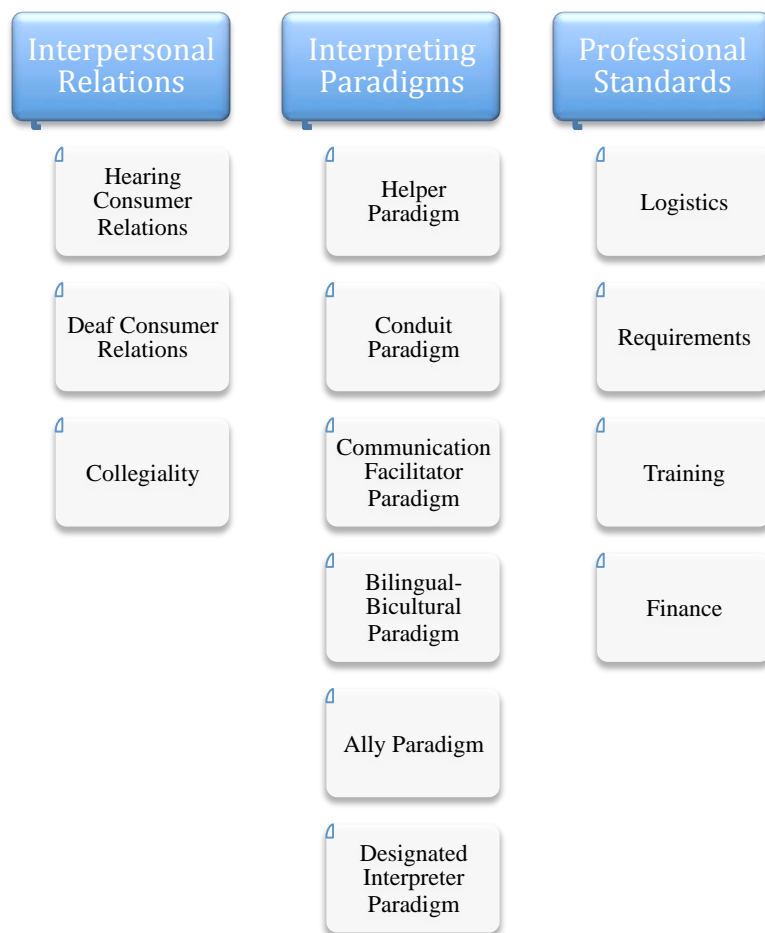 Interpersonal
Relations
Hearing
Consumer
Relations
Deaf Consumer
Relations
Collegiality
Interpreting
Paradigms
Helper
Paradigm
Conduit
Paradigm
Communication
Facilitator
Paradigm
Bilingual-
Bicultural
Paradigm
Ally Paradigm
Designated
Interpreter
Paradigm
Professional
Standards
Logistics
Requirements
Training
Finance